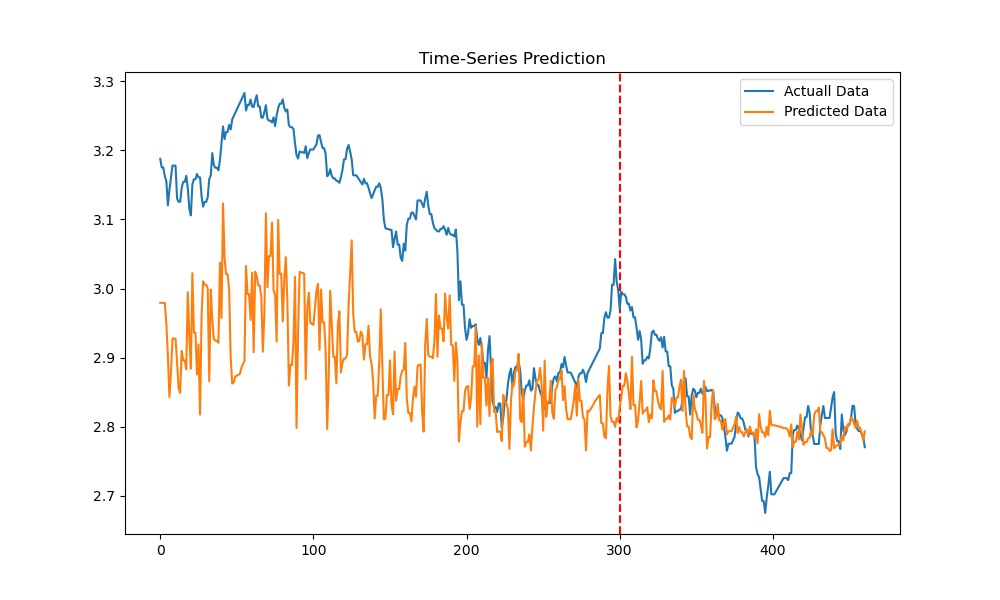 Time-Series Prediction
Actuall Data
Predicted Data
3.3
3.2
3.1
3.0
2.9
2.8
2.7
0 100 200 300 400